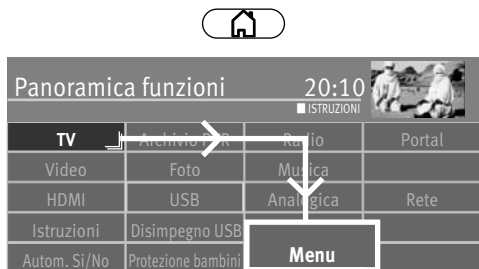 Panoramica funzioni 20:10
ISTRUZIONI
TV Archivio PVR Radio Portal
Video Foto Musica
HDMI USB Analogica Rete
Istruzioni Disimpegno USB
Autom. Si/No Protezione bambini Menu